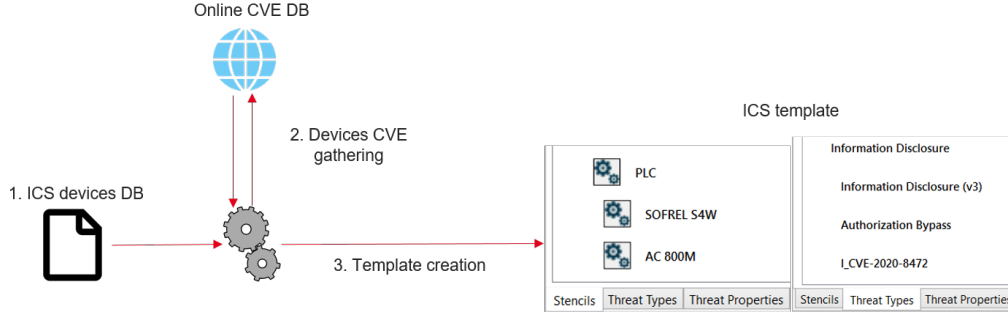 Online CVE DB
2. Devices CVE
gathering
1. ICS devices DB
3. Template creation
ICS template
PLC
SOFREL S4W
AC 800M
Stencils Threat Types Threat Properties
Information Disclosure
Information Disclosure (v3)
Authorization Bypass
I_CVE-2020-8472
Stencils Threat Types Threat Properties